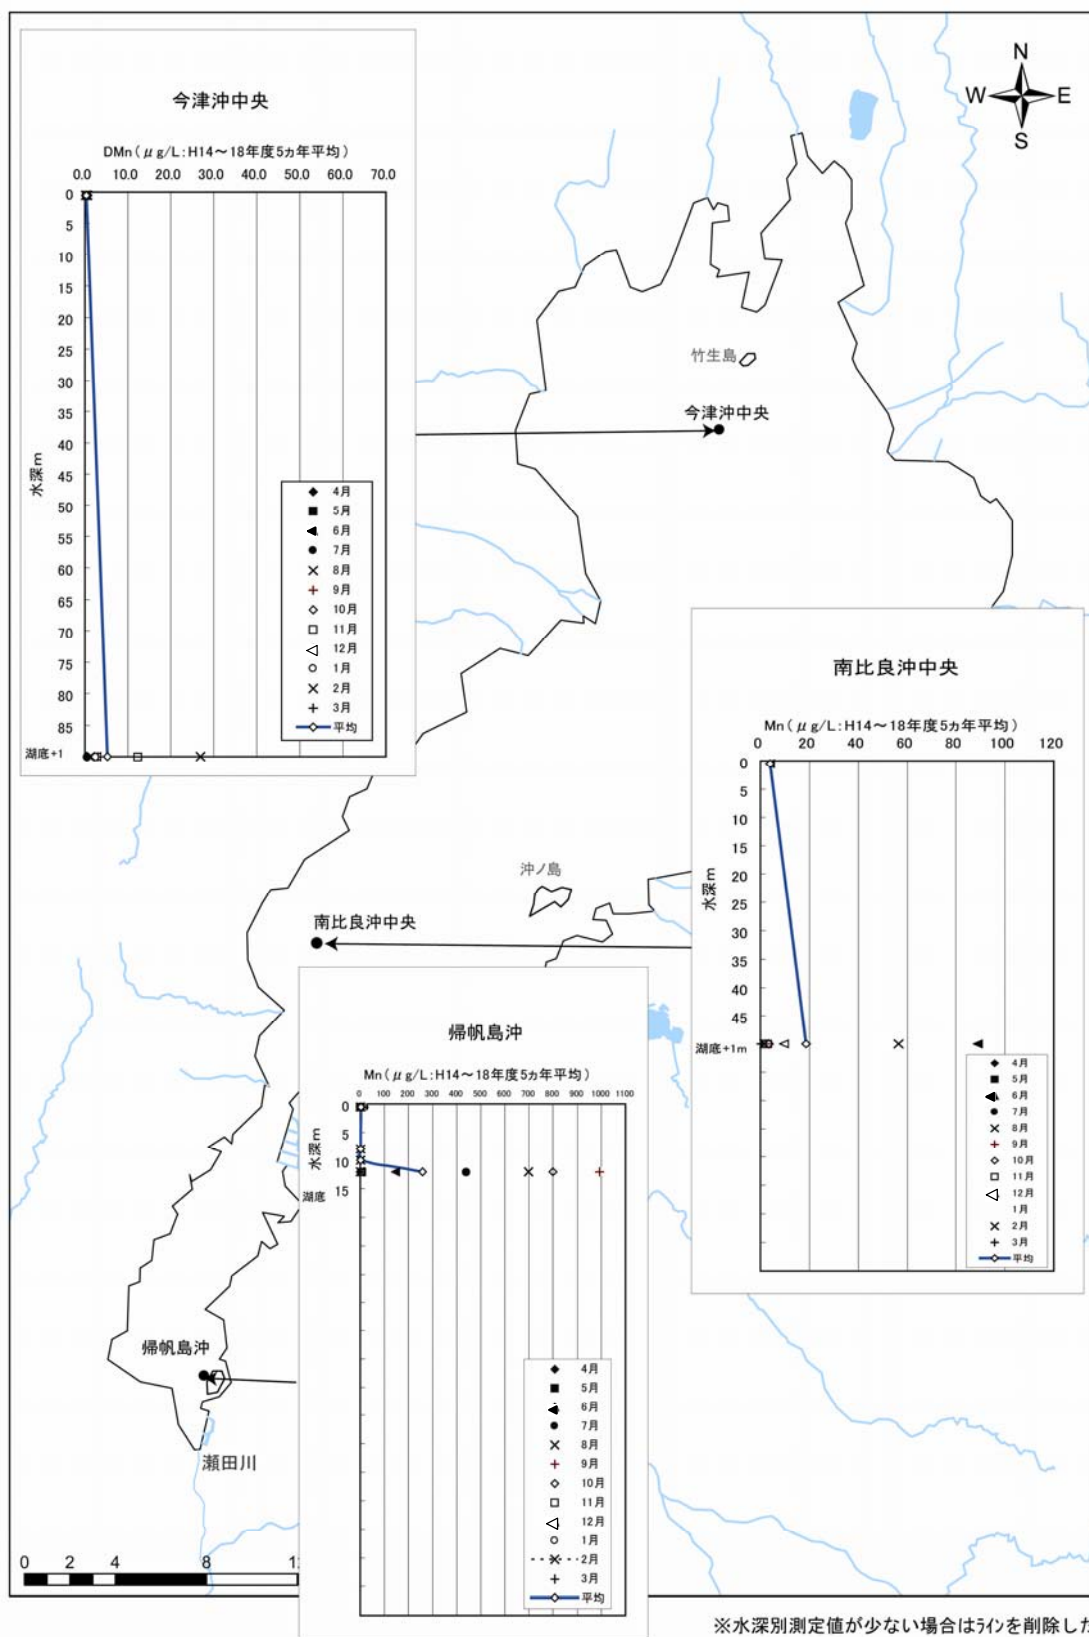 今津沖中央
DMn(μg/L:H14～18年度5ヵ年平均)
0.0 10.0 20.0 30.0 40.0 50.0 60.0 70.0
水深m
0
5
10
15
20
25
30
35
40
45
50
55
60
65
70
75
80
85
湖底+1
4月
5月
6月
7月
8月
9月
10月
11月
12月
1月
2月
3月
平均
N
W E
S
竹生島
今津沖中央
南比良沖中央
Mn(μg/L:H14～18年度5ヵ年平均)
0 20 40 60 80 100 120
水深m
0
5
10
15
20
25
30
35
40
45
湖底+1m
4月
5月
6月
7月
8月
9月
10月
11月
12月
1月
2月
3月
平均
沖ノ島
南比良沖中央
帰帆島沖
Mn(μg/L:H14～18年度5ヵ年平均)
0 100 200 300 400 500 600 700 800 900 1000 1100
水深m
0
5
10
15
湖底
4月
5月
6月
7月
8月
9月
10月
11月
12月
1月
2月
3月
平均
帰帆島沖
瀬田川
0 2 4 8
※水深別測定値が少ない場合はﾗｲﾝを削除した